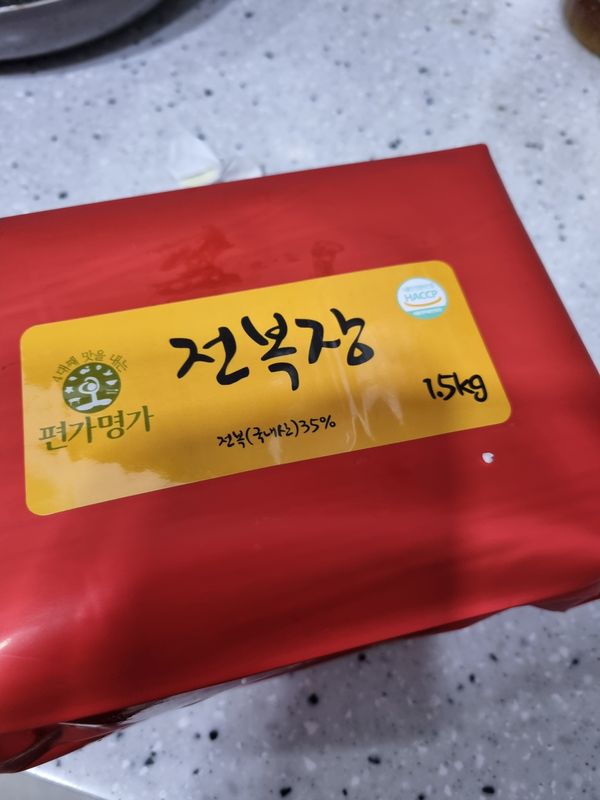 4대째 맛을 내는
편가명가
전복장
HACCP
1.5kg
전복(국내산)35%